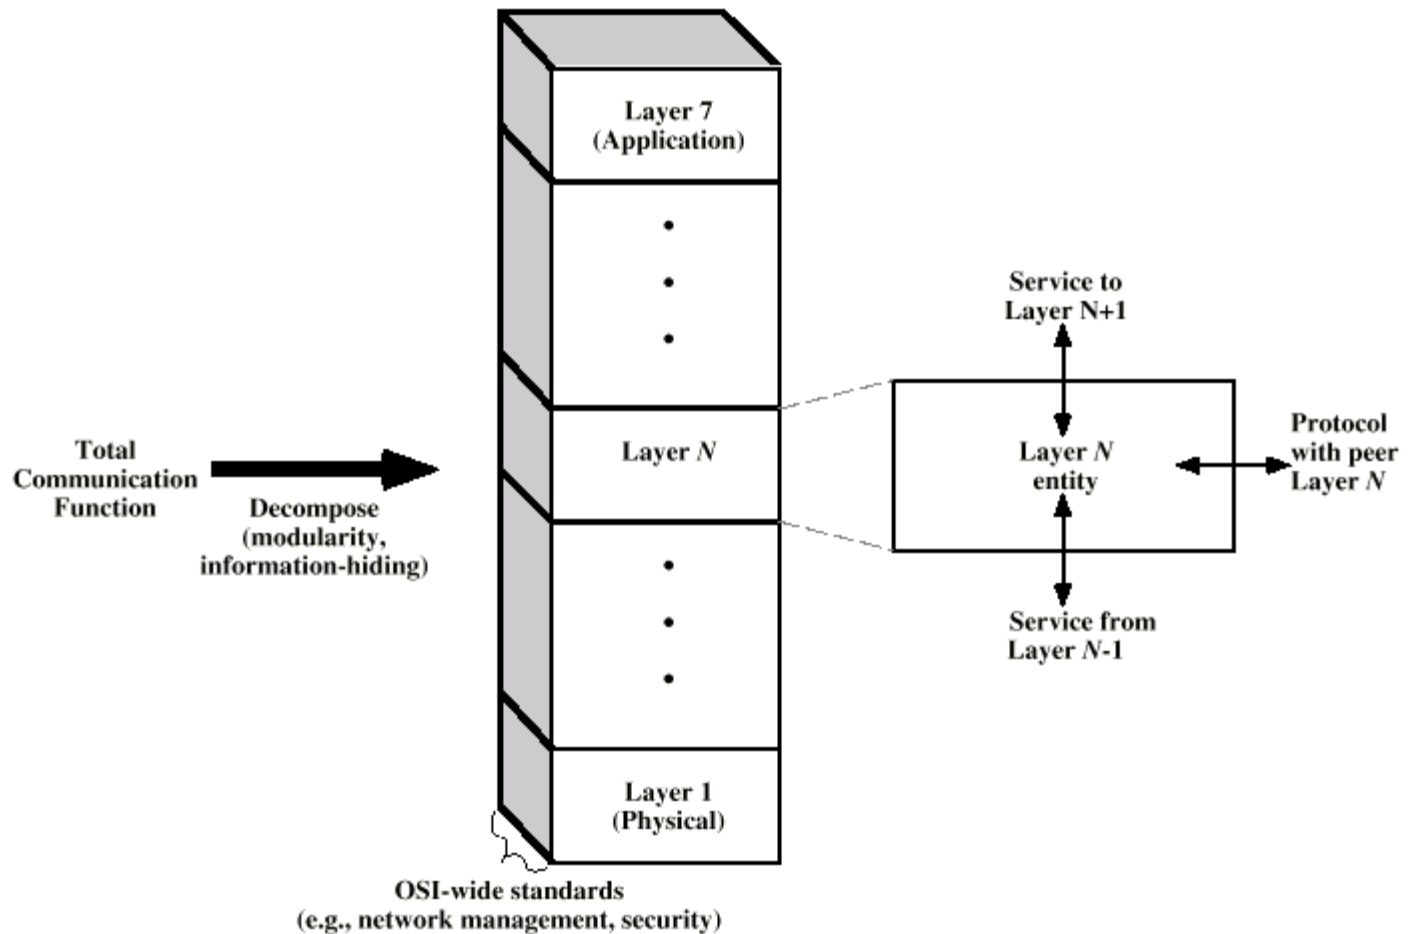 Layer 7
(Application)
Service to
Layer N+1
Total
Communication
Function
Decompose
(modularity,
information-hiding)
Layer N
Layer N
entity
Protocol
with peer
Layer N
Service from
Layer N-1
Layer 1
(Physical)
OSI-wide standards
(e.g., network management, security)